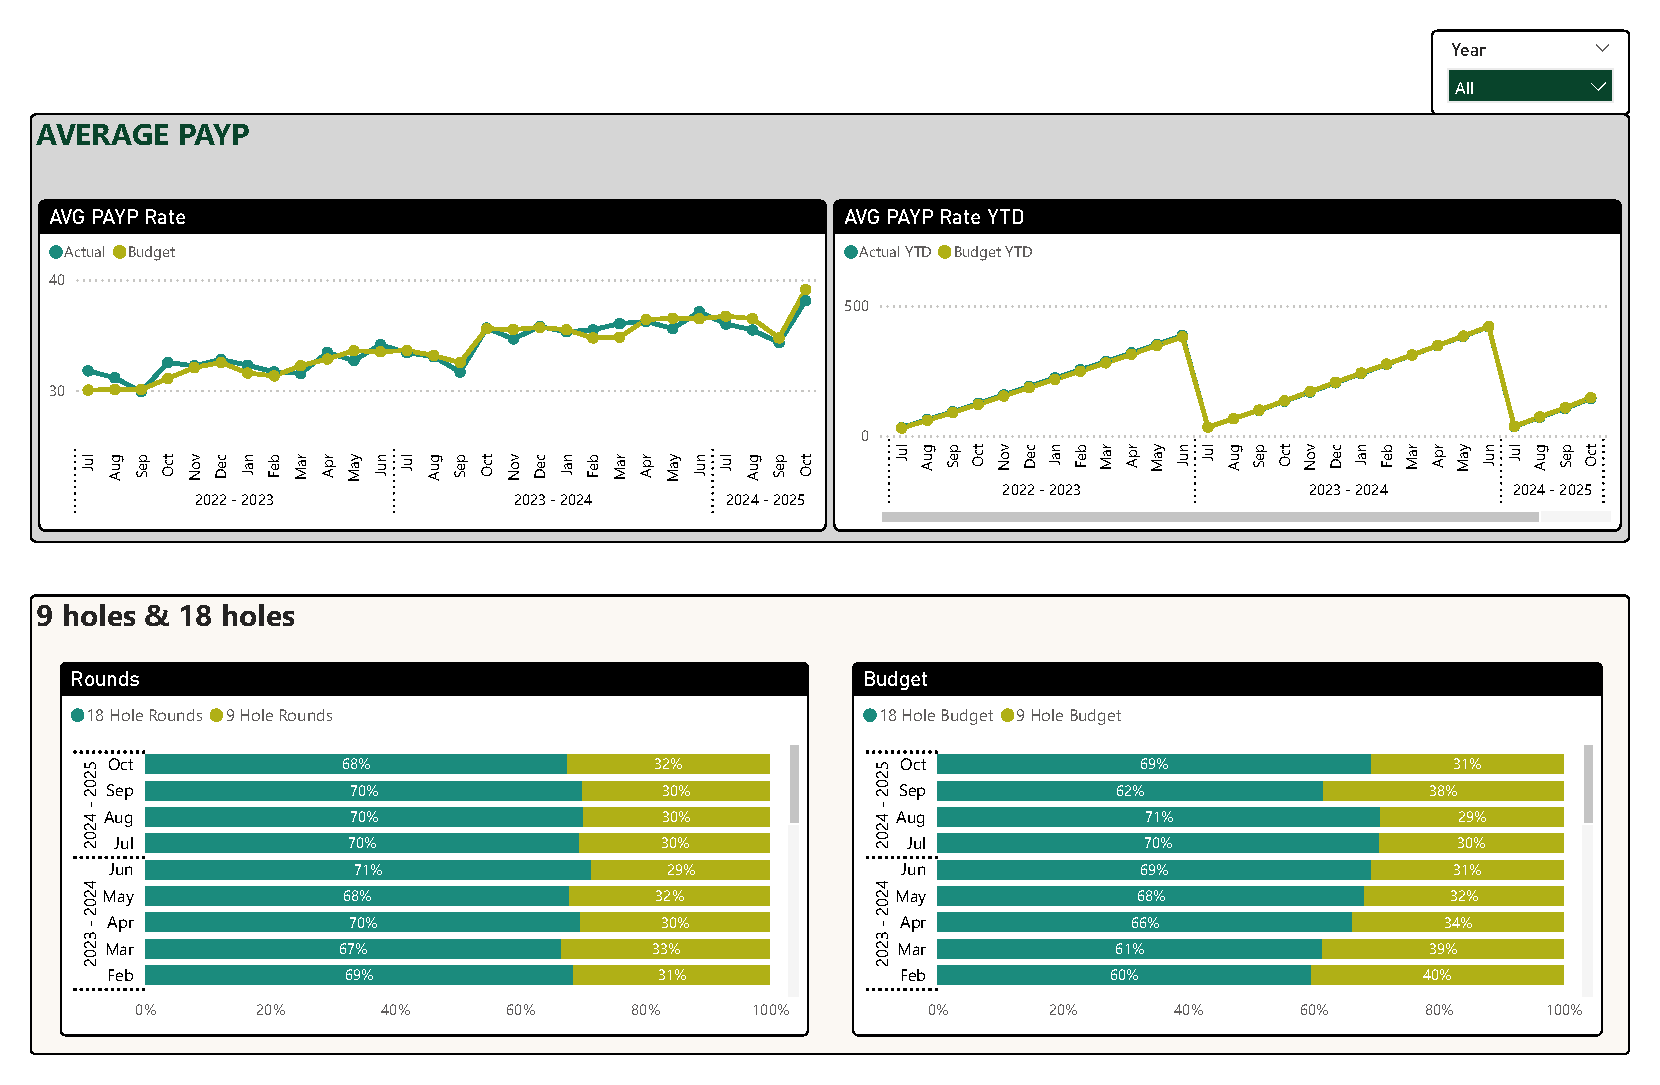 Year
All
AVERAGE PAYP
AVG PAYP Rate
Actual Budget
40
30
Jul Aug Sep Oct Nov Dec Jan Feb Mar Apr May Jun Jul Aug Sep Oct Nov Dec Jan Feb Mar Apr May Jun Jul Aug Sep Oct
2022 - 2023 2023 - 2024 2024 - 2025
AVG PAYP Rate YTD
Actual YTD Budget YTD
500
0
Jul Aug Sep Oct Nov Dec Jan Feb Mar Apr May Jun Jul Aug Sep Oct Nov Dec Jan Feb Mar Apr May Jun Jul Aug Sep Oct
2022 - 2023 2023 - 2024 2024 - 2025
9 holes & 18 holes
Rounds
18 Hole Rounds 9 Hole Rounds
2024 - 2025
Oct 68% 32%
Sep 70% 30%
Aug 70% 30%
Jul 70% 30%
2023 - 2024
Jun 71% 29%
May 68% 32%
Apr 70% 30%
Mar 67% 33%
Feb 69% 31%
0% 20% 40% 60% 80% 100%
Budget
18 Hole Budget 9 Hole Budget
2024 - 2025
Oct 69% 31%
Sep 62% 38%
Aug 71% 29%
Jul 70% 30%
2023 - 2024
Jun 69% 31%
May 68% 32%
Apr 66% 34%
Mar 61% 39%
Feb 60% 40%
0% 20% 40% 60% 80% 100%